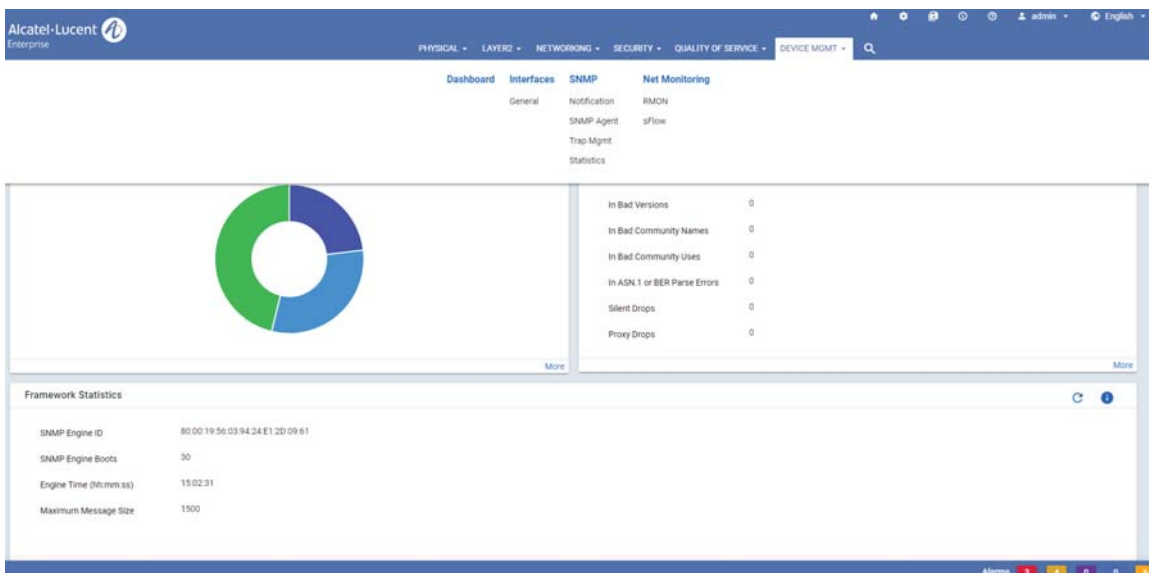 Alcatel·Lucent
Enterprise
admin
English
PHYSICAL
LAYER2
NETWORKING
SECURITY
QUALITY OF SERVICE
DEVICE MGMT
Dashboard
Interfaces
General
SNMP
Notification
SNMP Agent
Trap Mgmt
Statistics
Net Monitoring
RMON
sFlow
In Bad Versions 0
In Bad Community Names 0
In Bad Community Uses 0
In ASN.1 or BER Parse Errors 0
Silent Drops 0
Proxy Drops 0
More
More
Framework Statistics
SNMP Engine ID 80:00:19:56:03:94:24:E1:2D:09:61
SNMP Engine Boots 30
Engine Time (hh:mm:ss) 15:02:31
Maximum Message Size 1500
Alarms